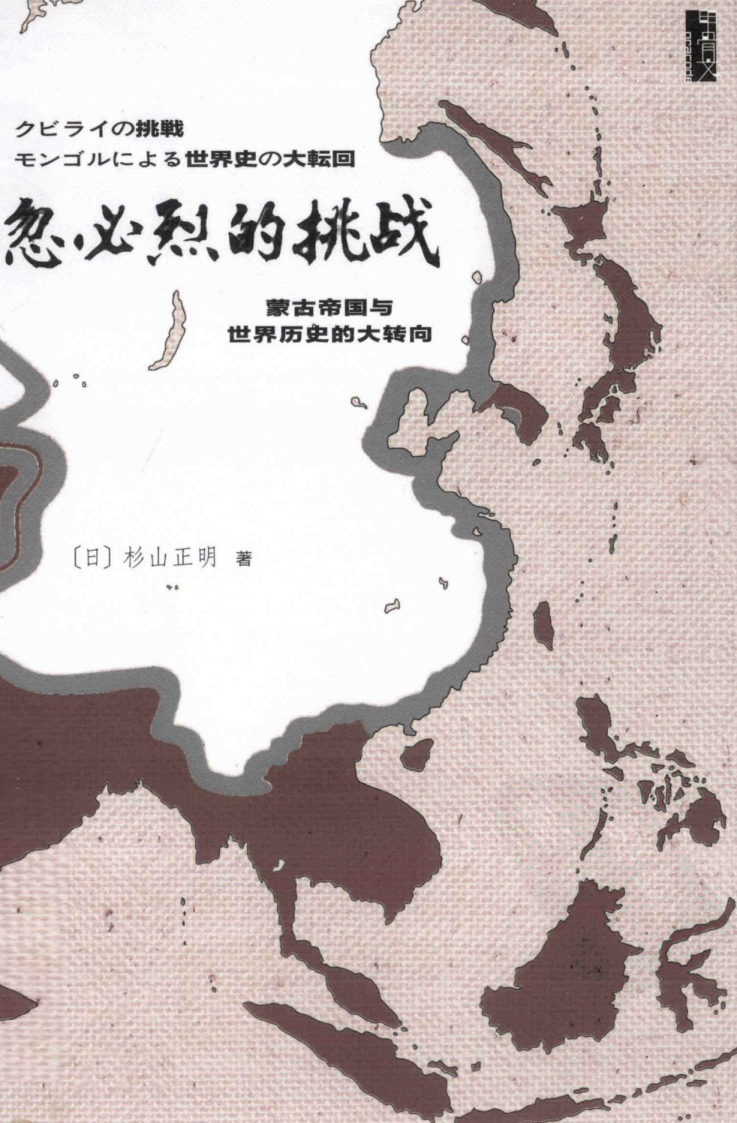 甲骨文
クビライの挑戦
モンゴルによる世界史の大転回
忽必烈的挑战
蒙古帝国与
世界历史的大转向
〔日〕杉山正明 著